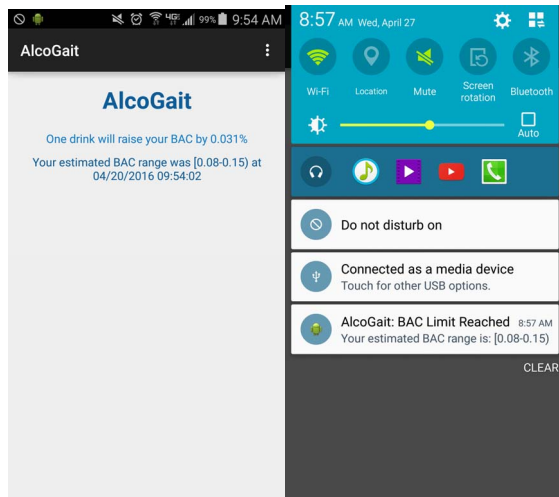 4G LTE 99% 9:54 AM
AlcoGait
AlcoGait
One drink will raise your BAC by 0.031%
Your estimated BAC range was [0.08-0.15) at
04/20/2016 09:54:02
8:57 AM Wed, April 27
Wi-Fi Location Mute Screen rotation Bluetooth
Auto
Do not disturb on
Connected as a media device
Touch for other USB options.
AlcoGait: BAC Limit Reached 8:57 AM
Your estimated BAC range is: [0.08-0.15)
CLEAR